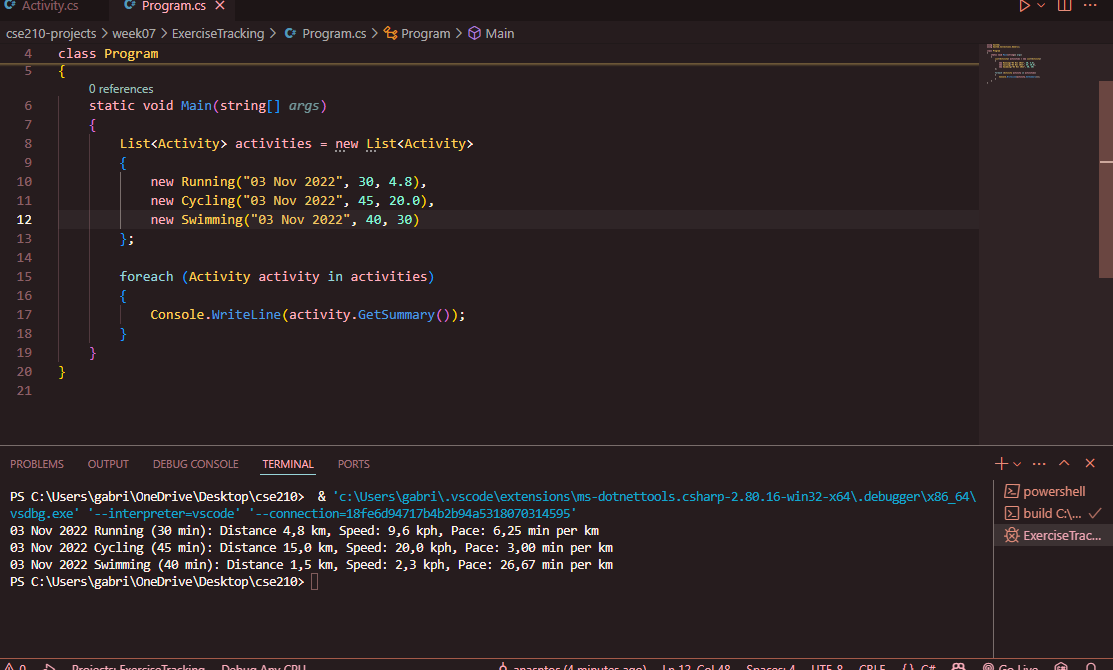 Activity.cs
Program.cs
cse210-projects > week07 > ExerciseTracking > Program.cs > Program > Main
4 class Program
5 {
0 references
6 static void Main(string[] args)
7 {
8 List<Activity> activities = new List<Activity>
9 {
10 new Running("03 Nov 2022", 30, 4.8),
11 new Cycling("03 Nov 2022", 45, 20.0),
12 new Swimming("03 Nov 2022", 40, 30)
13 };
14
15 foreach (Activity activity in activities)
16 {
17 Console.WriteLine(activity.GetSummary());
18 }
19 }
20 }
21
PROBLEMS OUTPUT DEBUG CONSOLE TERMINAL PORTS
PS C:\Users\gabri\OneDrive\Desktop\cse210> & 'c:\Users\gabri\.vscode\extensions\ms-dotnettools.csharp-2.80.16-win32-x64\.debugger\x86_64\
vsdbg.exe' '--interpreter=vscode' '--connection=18fe6d94717b4b2b94a5318070314595'
03 Nov 2022 Running (30 min): Distance 4,8 km, Speed: 9,6 kph, Pace: 6,25 min per km
03 Nov 2022 Cycling (45 min): Distance 15,0 km, Speed: 20,0 kph, Pace: 3,00 min per km
03 Nov 2022 Swimming (40 min): Distance 1,5 km, Speed: 2,3 kph, Pace: 26,67 min per km
PS C:\Users\gabri\OneDrive\Desktop\cse210>
powershell
build C:\...
ExerciseTrac...
0 Projects: ExerciseTracking Debug Any CPU (4 minutes ago) Ln 12, Col 48 Spaces: 4 UTF-8 CRLF {} C# Go Live